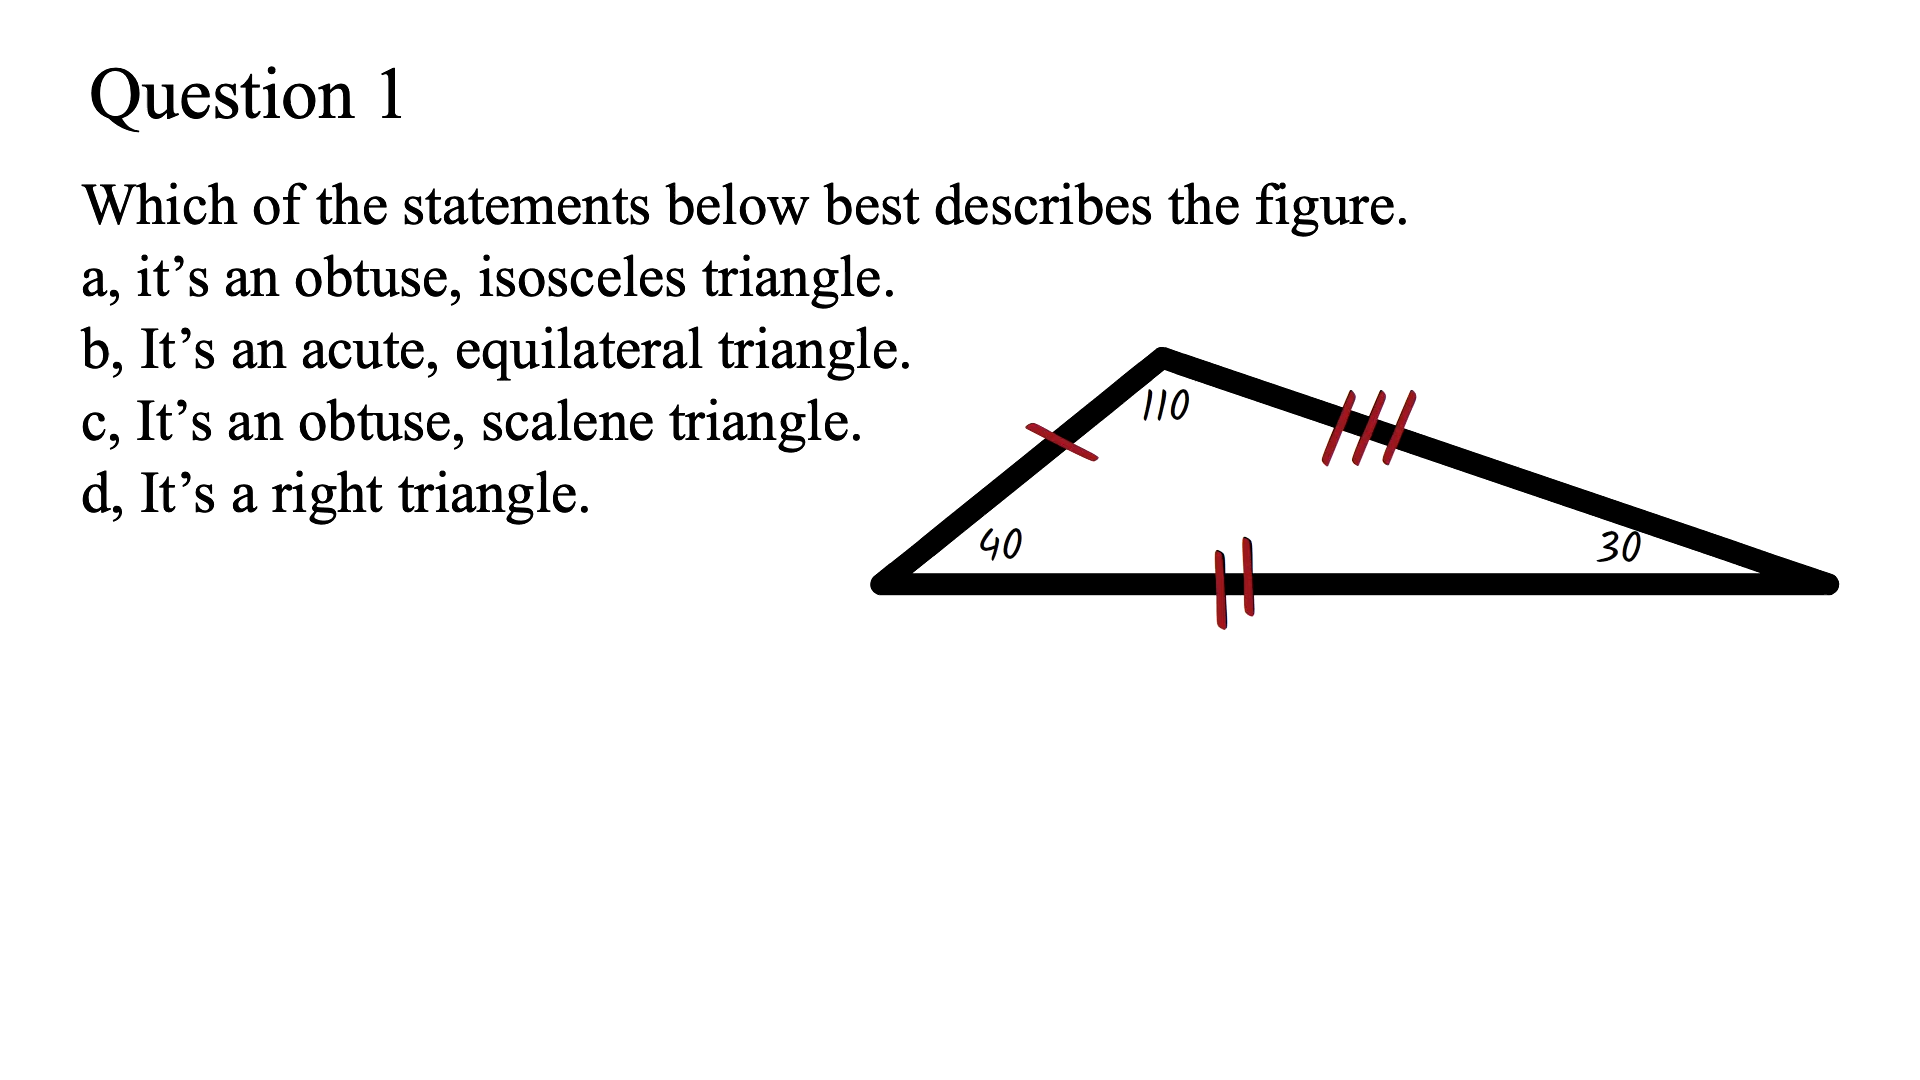 Question 1
Which of the statements below best describes the figure.
a, it’s an obtuse, isosceles triangle.
b, It’s an acute, equilateral triangle.
c, It’s an obtuse, scalene triangle.
d, It’s a right triangle.
110
40
30